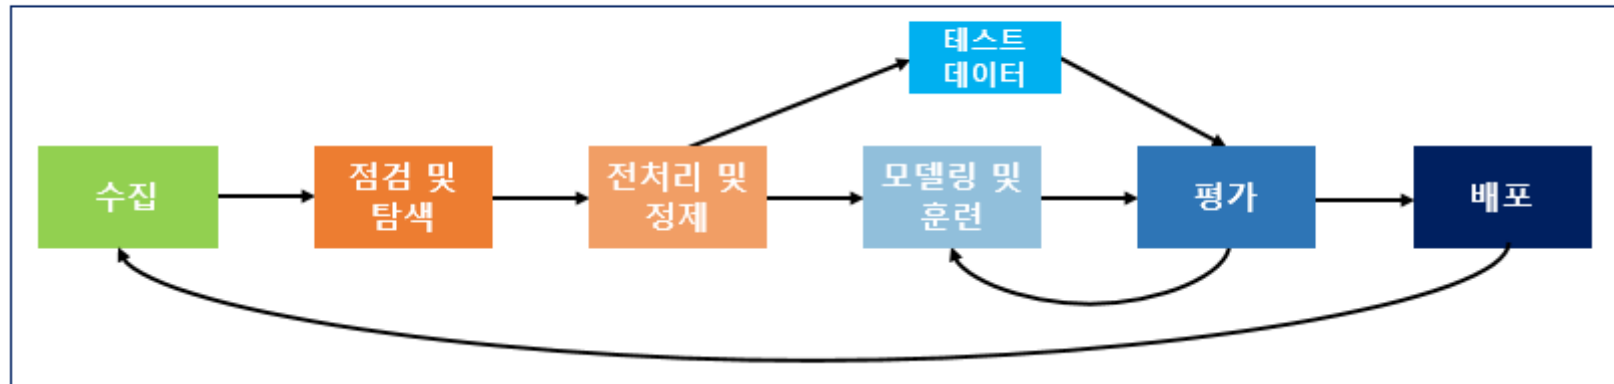 테스트
데이터
수집
점검 및
탐색
전처리 및
정제
모델링 및
훈련
평가
배포